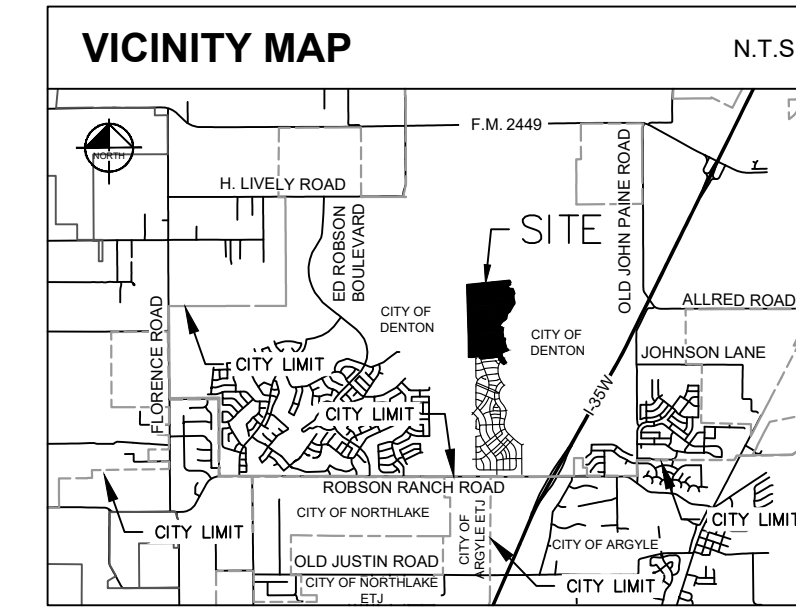 VICINITY MAP
N.T.S
F.M. 2449
NORTH
H. LIVELY ROAD
ED ROBSON
BOULEVARD
OLD JOHN PAINE ROAD
SITE
CITY OF
DENTON
CITY OF
DENTON
ALLRED ROAD
JOHNSON LANE
FLORENCE ROAD
CITY LIMIT
CITY LIMIT
I-35W
ROBSON RANCH ROAD
CITY OF NORTHLAKE
CITY OF
ARGYLE ETJ
CITY LIMIT
CITY LIMIT
CITY OF ARGYLE
OLD JUSTIN ROAD
CITY OF NORTHLAKE
ETJ
CITY LIMIT